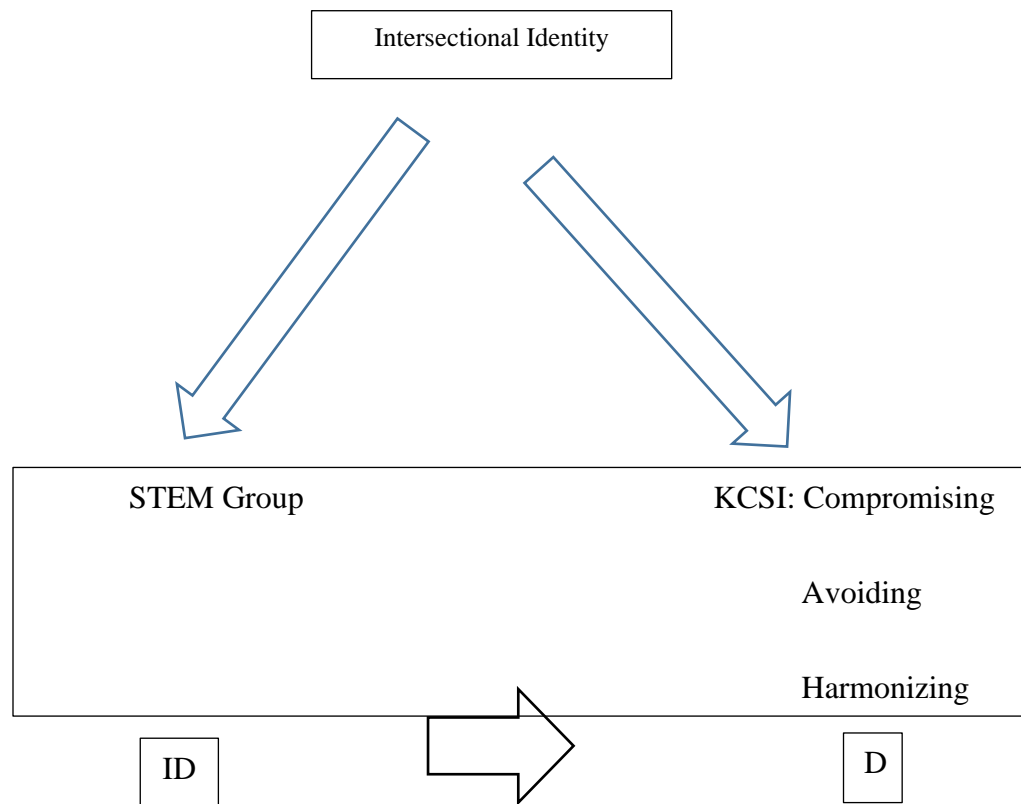 Intersectional Identity
STEM Group
KCSI: Compromising
Avoiding
Harmonizing
ID
D